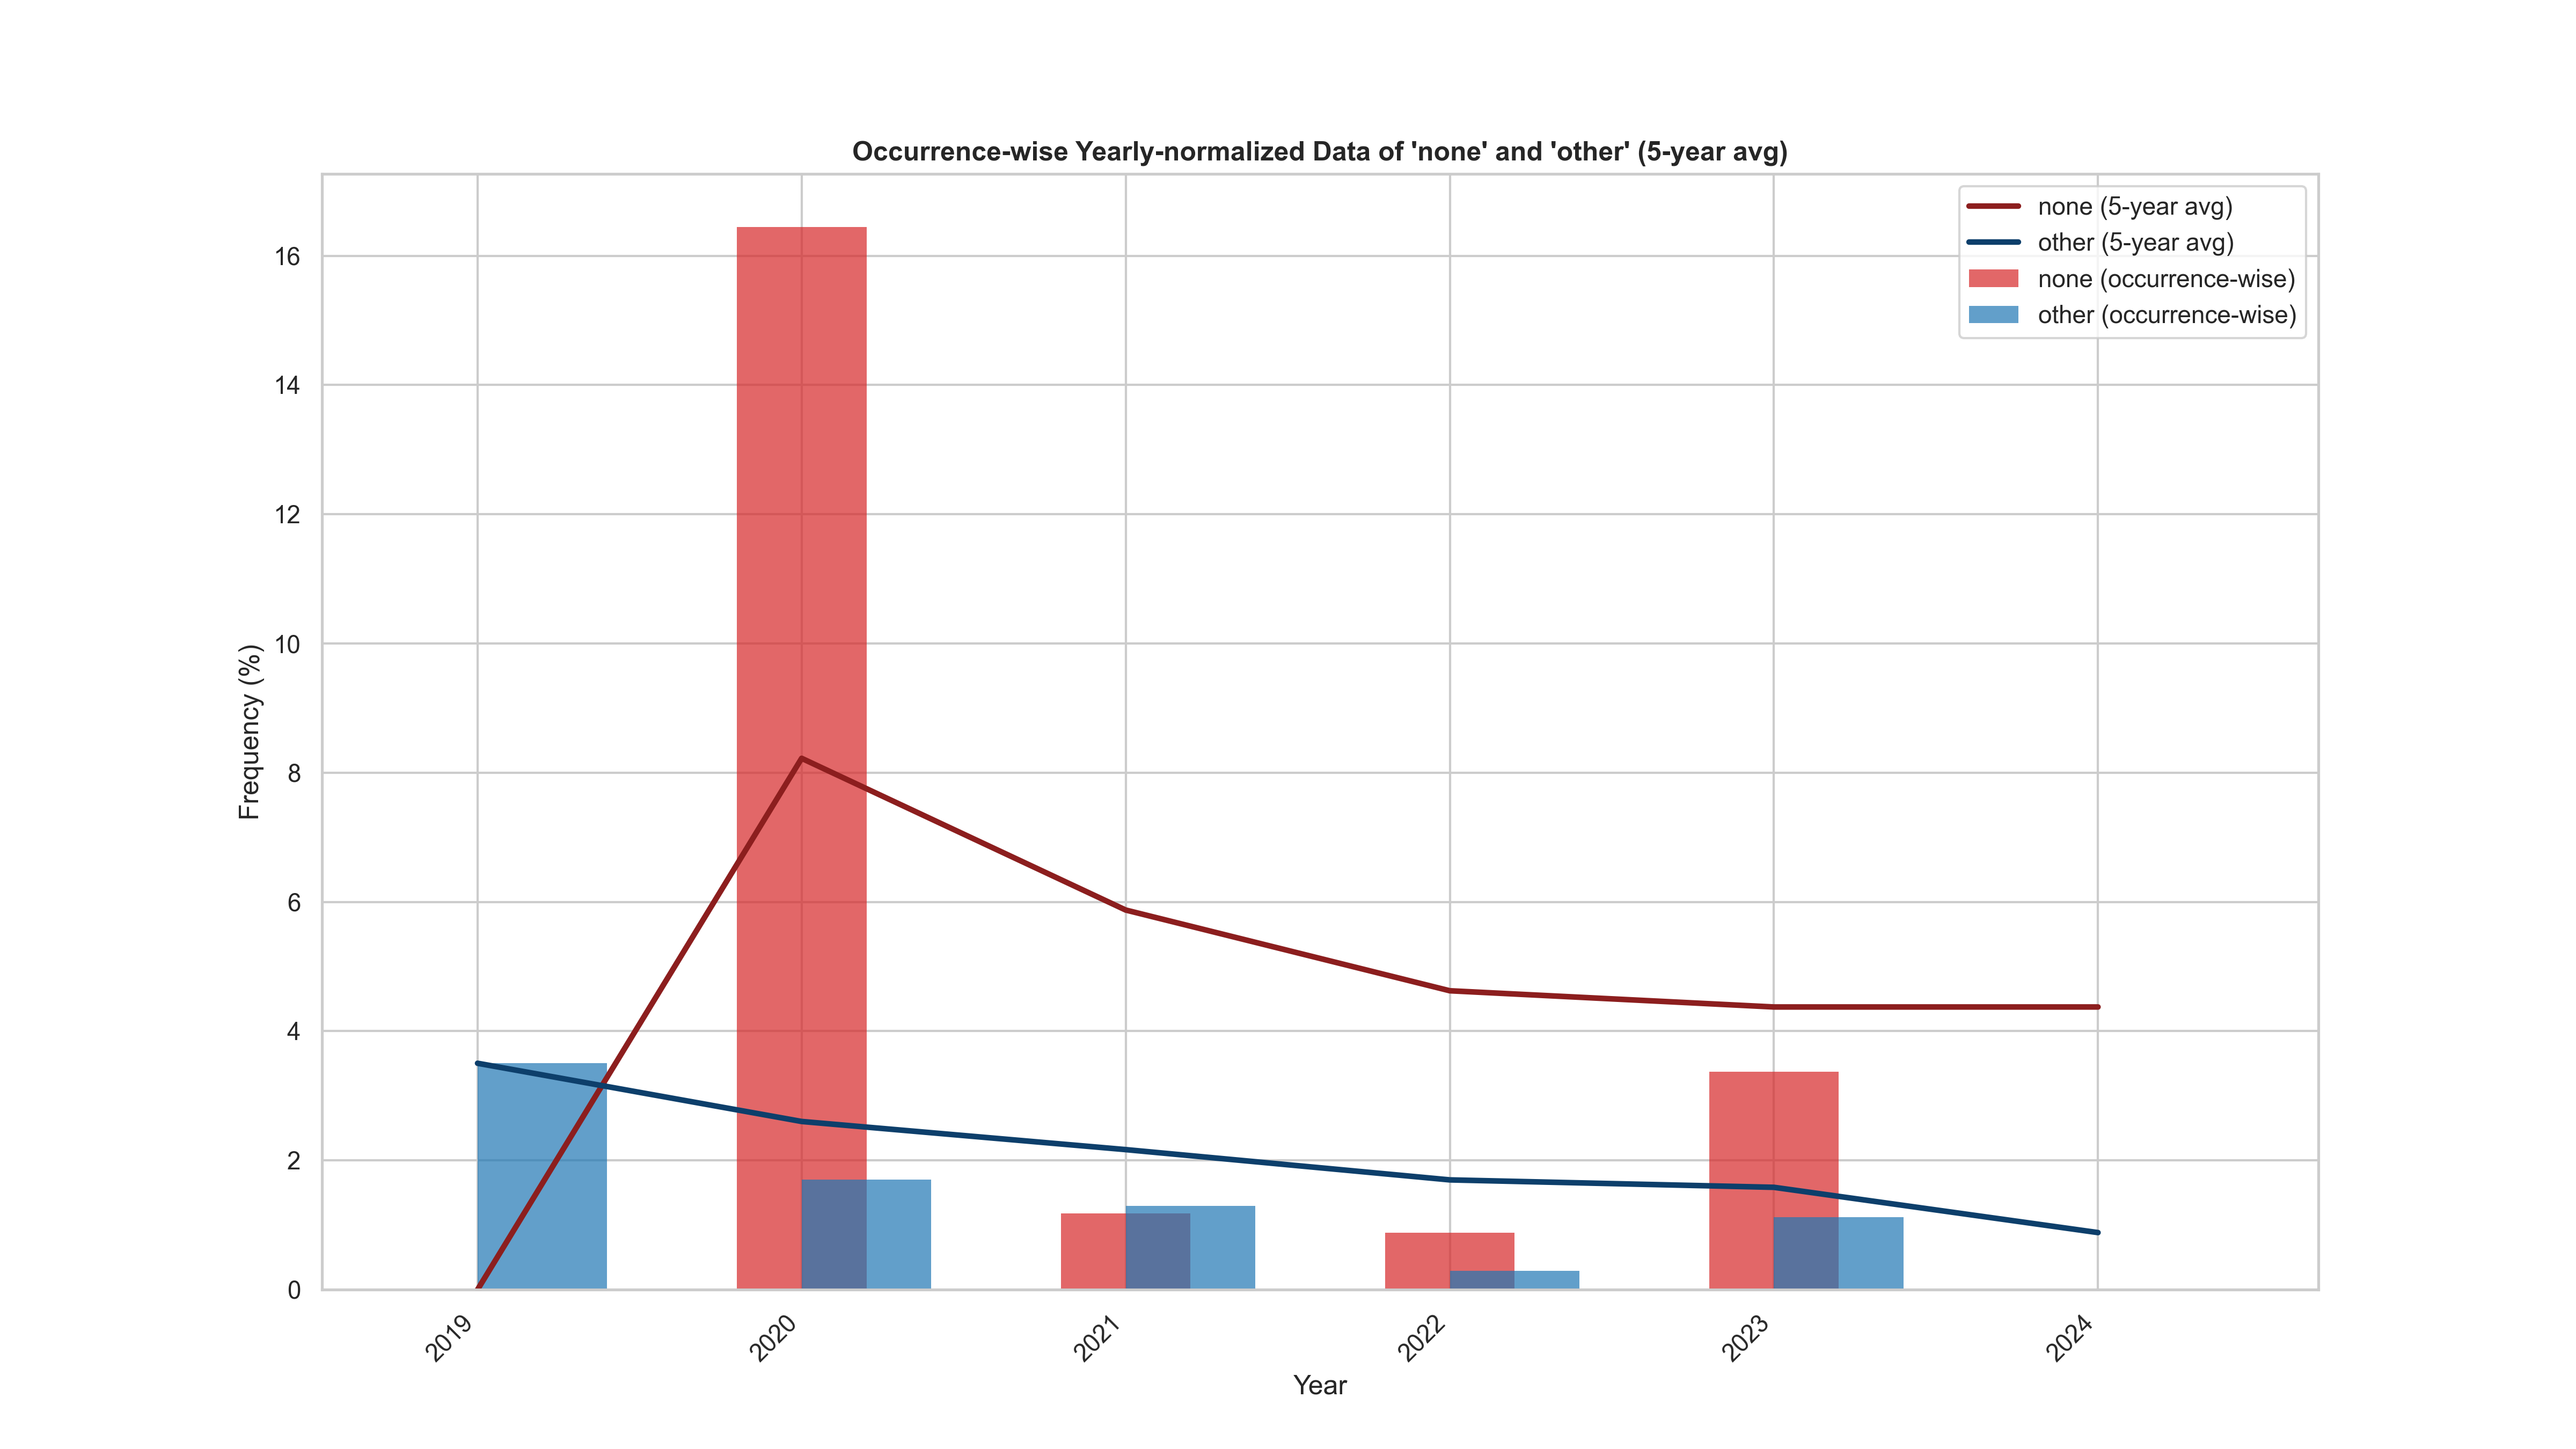 Occurrence-wise Yearly-normalized Data of 'none' and 'other' (5-year avg)
none (5-year avg)
other (5-year avg)
none (occurrence-wise)
other (occurrence-wise)
16
14
12
10
8
6
4
2
0
Frequency (%)
2019
2020
2021
2022
2023
2024
Year